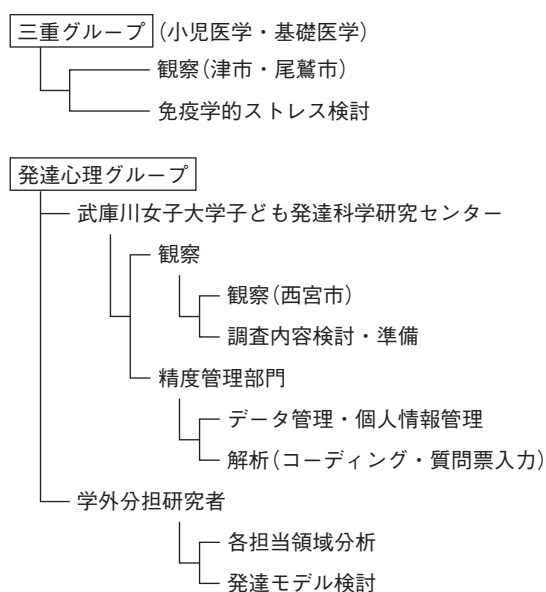 三重グループ(小児医学・基礎医学)
観察(津市・尾鷲市)
免疫学的ストレス検討
発達心理グループ
武庫川女子大学子ども発達科学研究センター
観察
観察(西宮市)
調査内容検討・準備
精度管理部門
データ管理・個人情報管理
解析(コーディング・質問票入力)
学外分担研究者
各担当領域分析
発達モデル検討